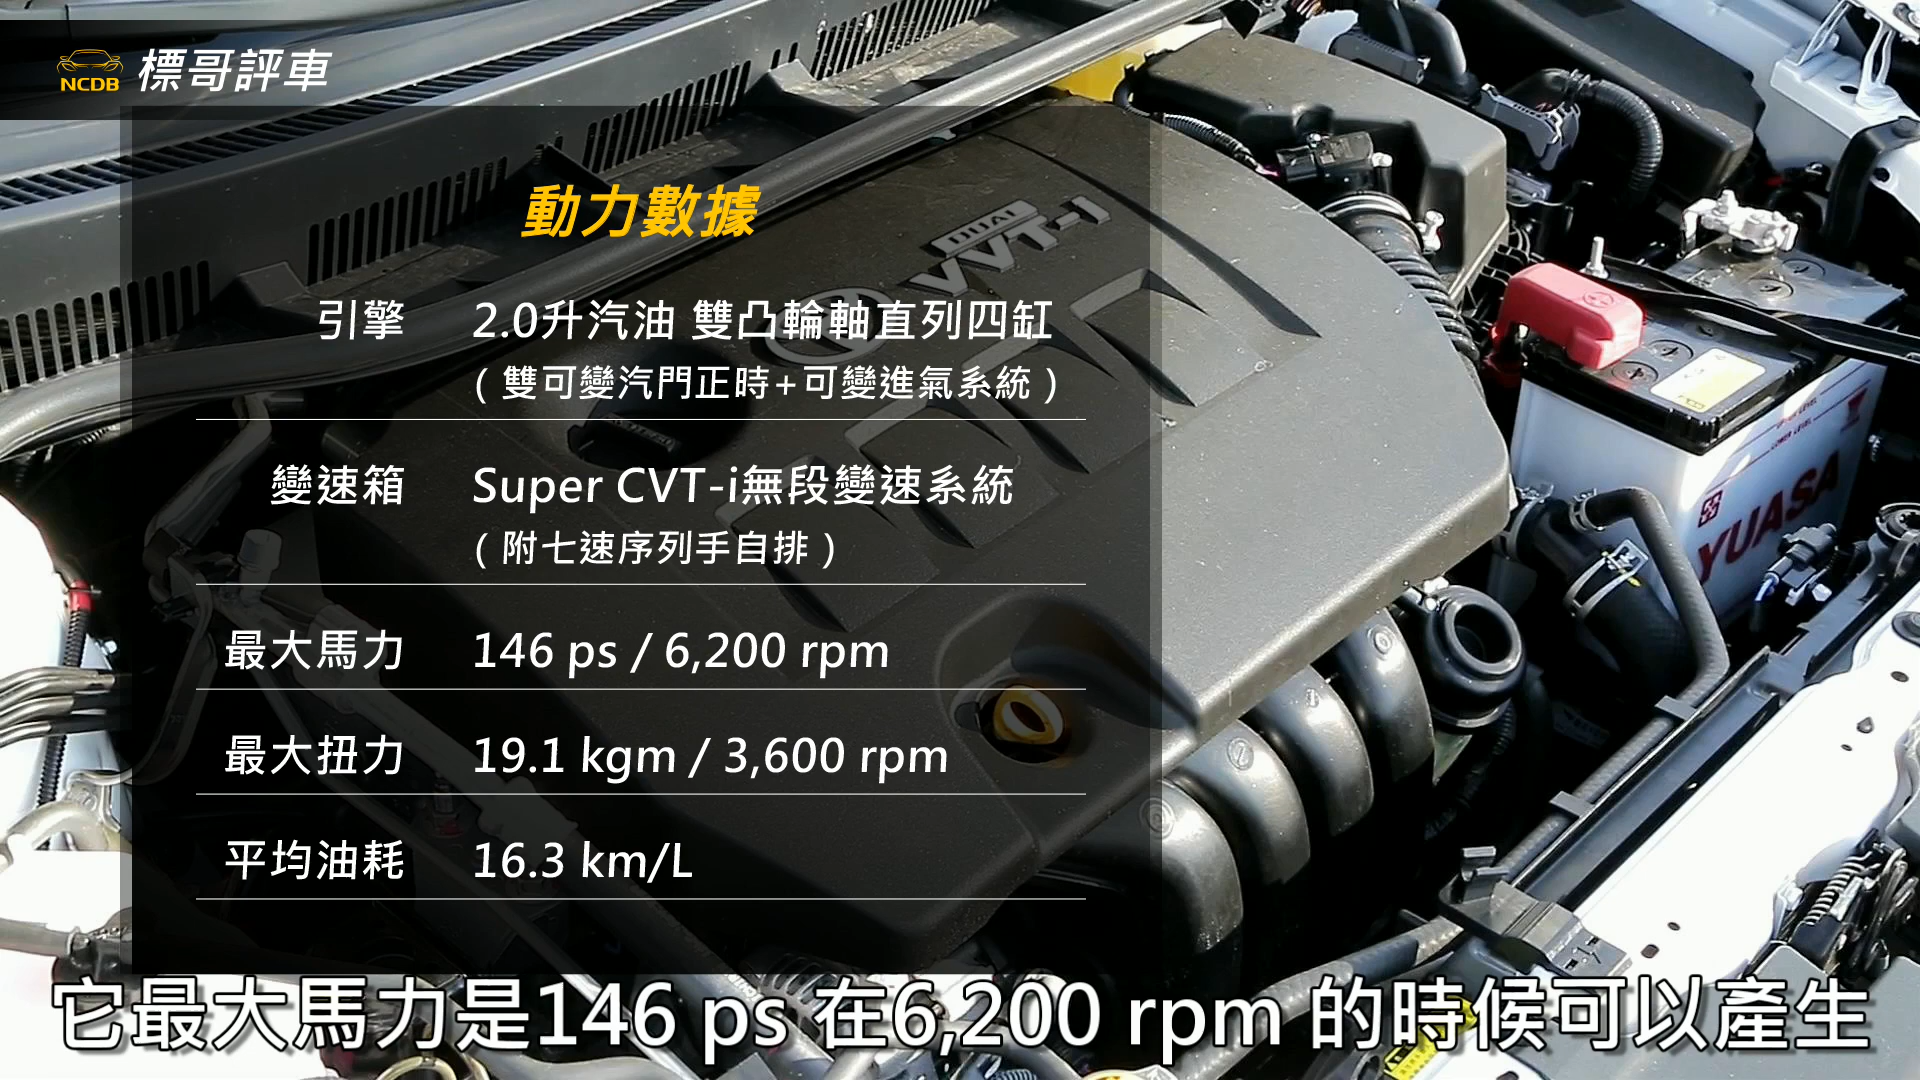 NCDB 標哥評車
動力數據
DUAL
VVT-i
引擎 2.0升汽油 雙凸輪軸直列四缸
（雙可變汽門正時+可變進氣系統）
變速箱 Super CVT-i無段變速系統
（附七速序列手自排）
最大馬力 146 ps / 6,200 rpm
最大扭力 19.1 kgm / 3,600 rpm
平均油耗 16.3 km/L
YUASA
它最大馬力是146 ps 在6,200 rpm 的時候可以產生